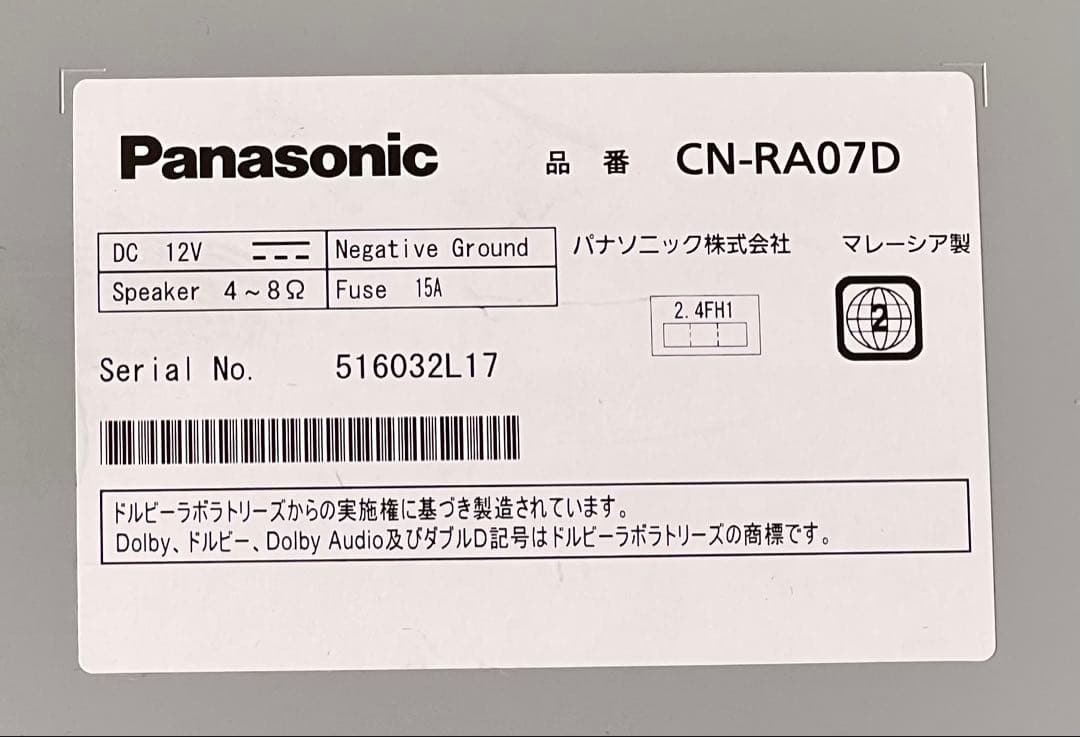 Panasonic 品番 CN-RA07D
DC 12V Negative Ground パナソニック株式会社 マレーシア製
Speaker 4~8Ω Fuse 15A
2.4FH1
2
Serial No. 516032L17
ドルビーラボラトリーズからの実施権に基づき製造されています。
Dolby、ドルビー、Dolby Audio及びダブルD記号はドルビーラボラトリーズの商標です。